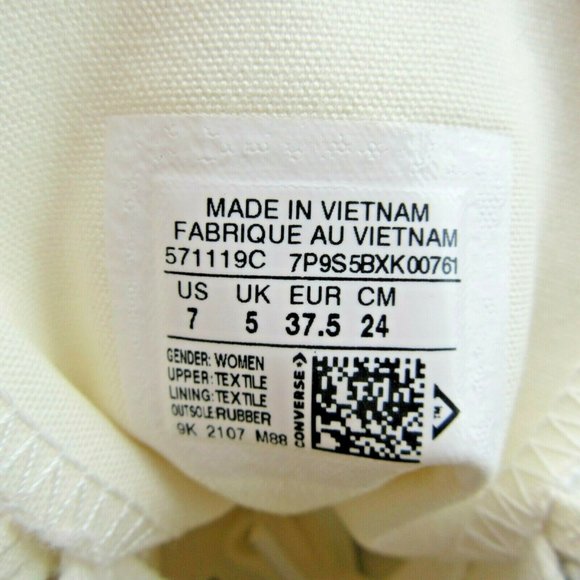 MADE IN VIETNAM
FABRIQUE AU VIETNAM
571119C 7P9S5BXK00761
US UK EUR CM
7 5 37.5 24
GENDER: WOMEN
UPPER: TEXTILE
LINING: TEXTILE
OUTSOLE:RUBBER
9K 2107 M88
CONVERSE
TM